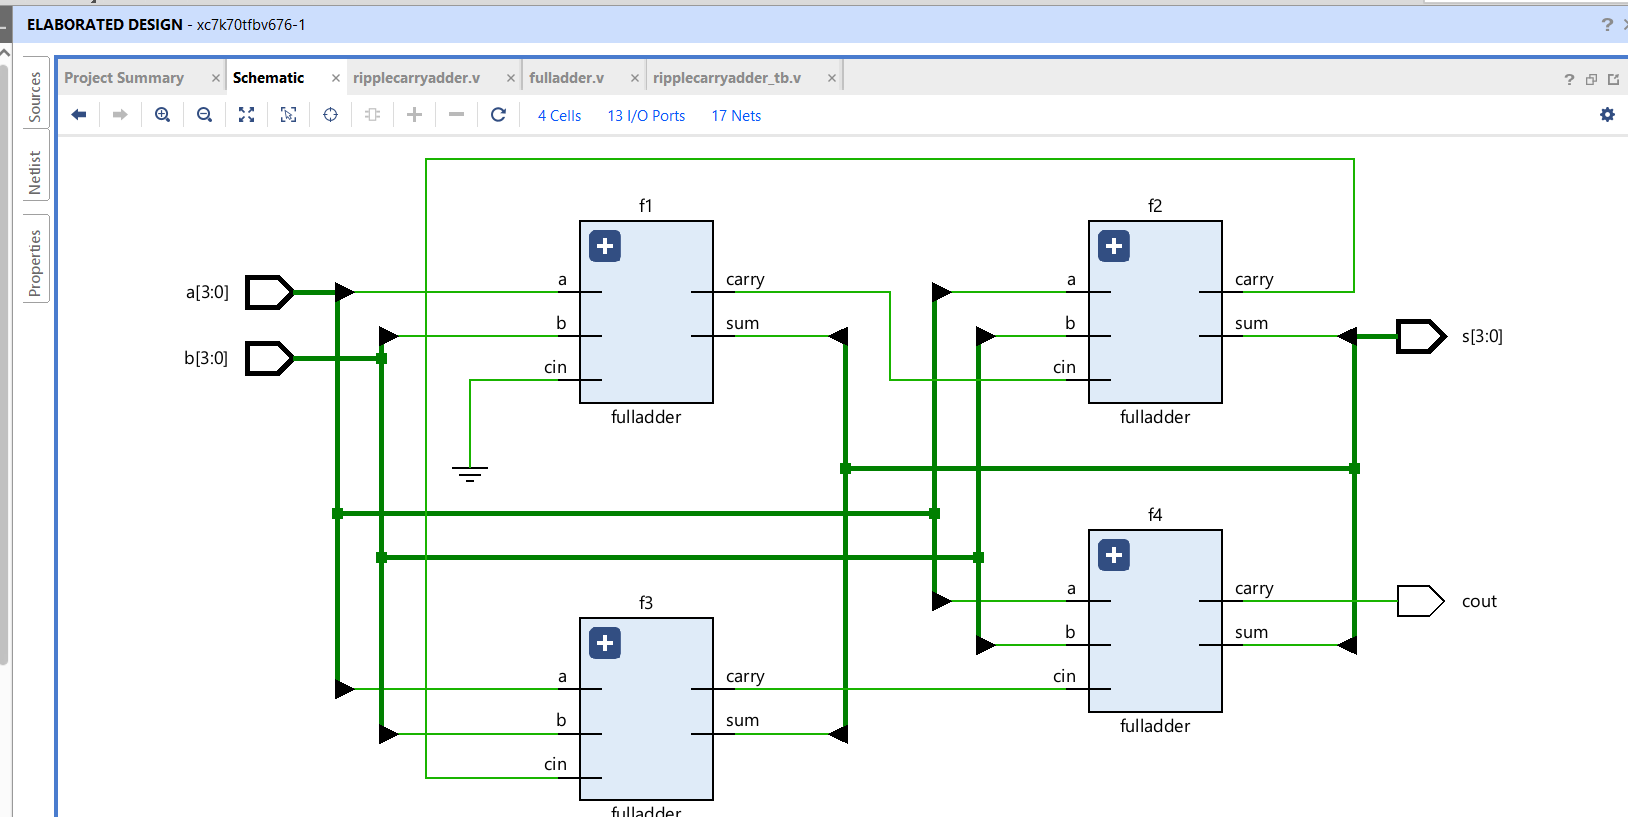 ELABORATED DESIGN - xc7k70tfbv676-1
?
Sources
Netlist
Properties
Project Summary × Schematic × ripplecarryadder.v × fulladder.v × ripplecarryadder_tb.v ×
?
4 Cells 13 I/O Ports 17 Nets
f1
a
b
cin
carry
sum
fulladder
f2
a
b
cin
carry
sum
fulladder
a[3:0]
b[3:0]
s[3:0]
f3
a
b
cin
carry
sum
fulladder
f4
a
b
cin
carry
sum
fulladder
cout